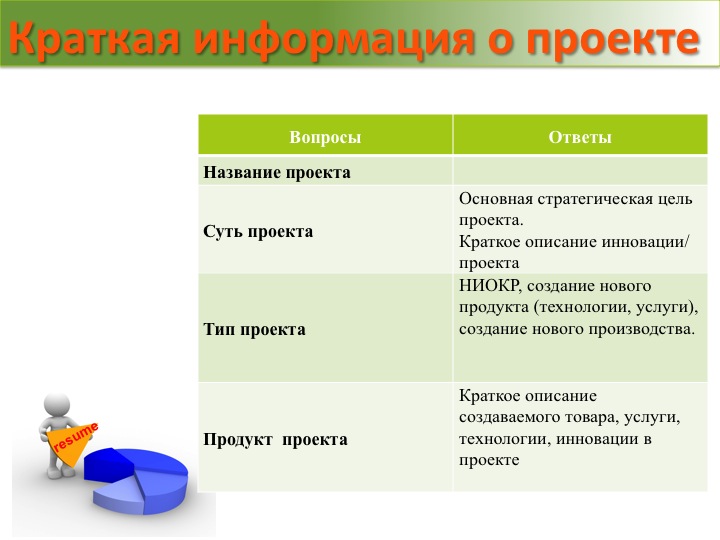 Краткая информация о проекте
Вопросы
Ответы
Название проекта
Суть проекта
Основная стратегическая цель
проекта.
Краткое описание инновации/
проекта
Тип проекта
НИОКР, создание нового
продукта (технологии, услуги),
создание нового производства.
Продукт  проекта
Краткое описание
создаваемого товара, услуги,
технологии, инновации в
проекте
resume